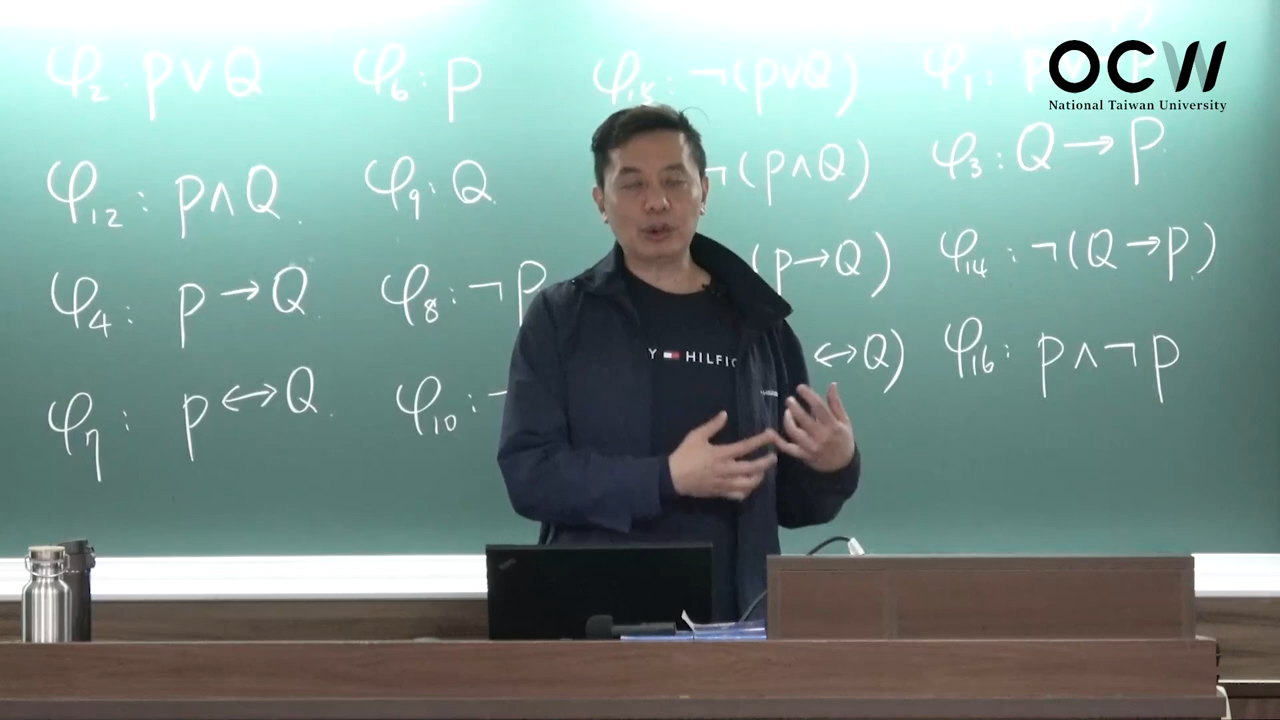 φ₂: P∨Q
φ₁₂: P∧Q
φ₄: P→Q
φ₇: P↔Q
φ₆: P
φ₉: Q
φ₈: ¬P
φ₁₀: ¬
φ₁₅: ¬(P∨Q)
¬(P∧Q)
(P→Q)
↔Q)
φ₁: P∨
φ₃: Q→P
φ₁₄: ¬(Q→P)
φ₁₆: P∧¬P
OCW
National Taiwan University
Y HILFIG